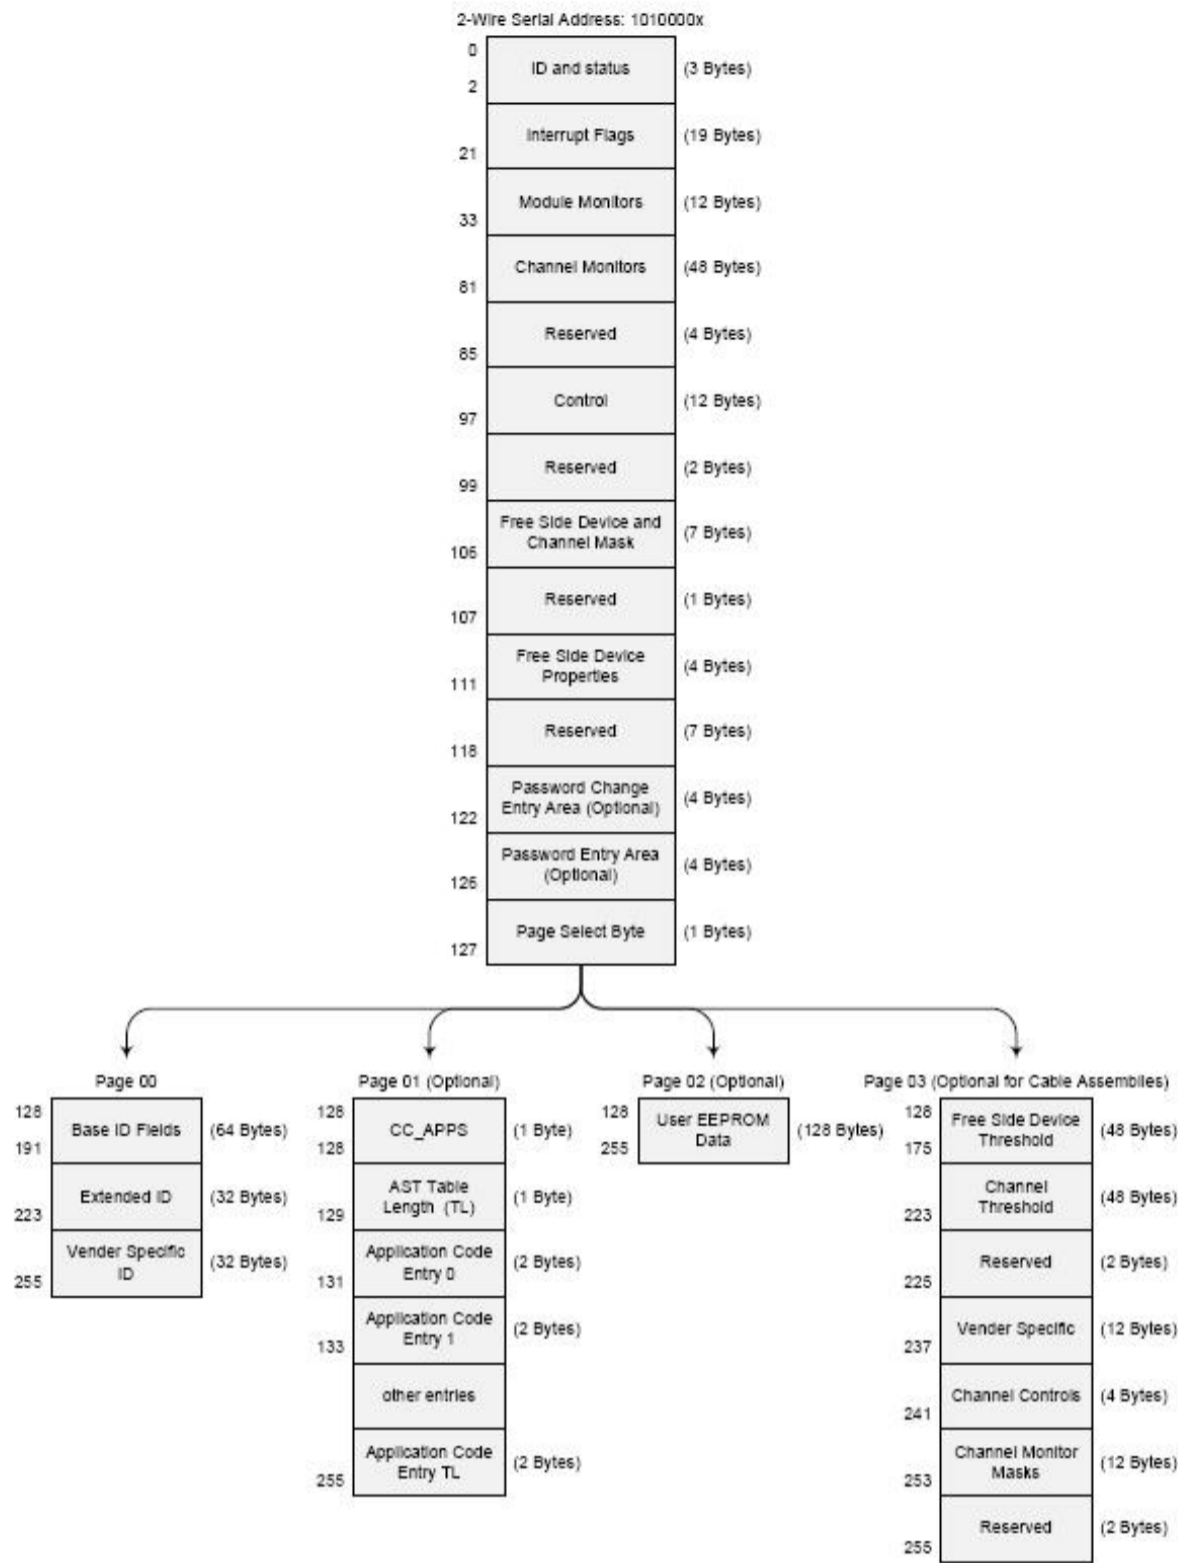 2-Wire Serial Address: 1010000x
0
ID and status
(3 Bytes)
2
Interrupt Flags
(19 Bytes)
21
Module Monitors
(12 Bytes)
33
Channel Monitors
(48 Bytes)
81
Reserved
(4 Bytes)
85
Control
(12 Bytes)
97
Reserved
(2 Bytes)
99
Free Side Device and
Channel Mask
(7 Bytes)
106
Reserved
(1 Bytes)
107
Free Side Device
Properties
(4 Bytes)
111
Reserved
(7 Bytes)
118
Password Change
Entry Area (Optional)
(4 Bytes)
122
Password Entry Area
(Optional)
(4 Bytes)
126
Page Select Byte
(1 Bytes)
127
Page 00
128
Base ID Fields
(64 Bytes)
191
Extended ID
(32 Bytes)
223
Vender Specific
ID
(32 Bytes)
255
Page 01 (Optional)
128
CC_APPS
(1 Byte)
128
AST Table
Length (TL)
(1 Byte)
129
Application Code
Entry 0
(2 Bytes)
131
Application Code
Entry 1
(2 Bytes)
133
other entries
Application Code
Entry TL
(2 Bytes)
255
Page 02 (Optional)
128
User EEPROM
Data
(128 Bytes)
255
Page 03 (Optional for Cable Assemblies)
128
Free Side Device
Threshold
(48 Bytes)
175
Channel
Threshold
(48 Bytes)
223
Reserved
(2 Bytes)
225
Vender Specific
(12 Bytes)
237
Channel Controls
(4 Bytes)
241
Channel Monitor
Masks
(12 Bytes)
253
Reserved
(2 Bytes)
255